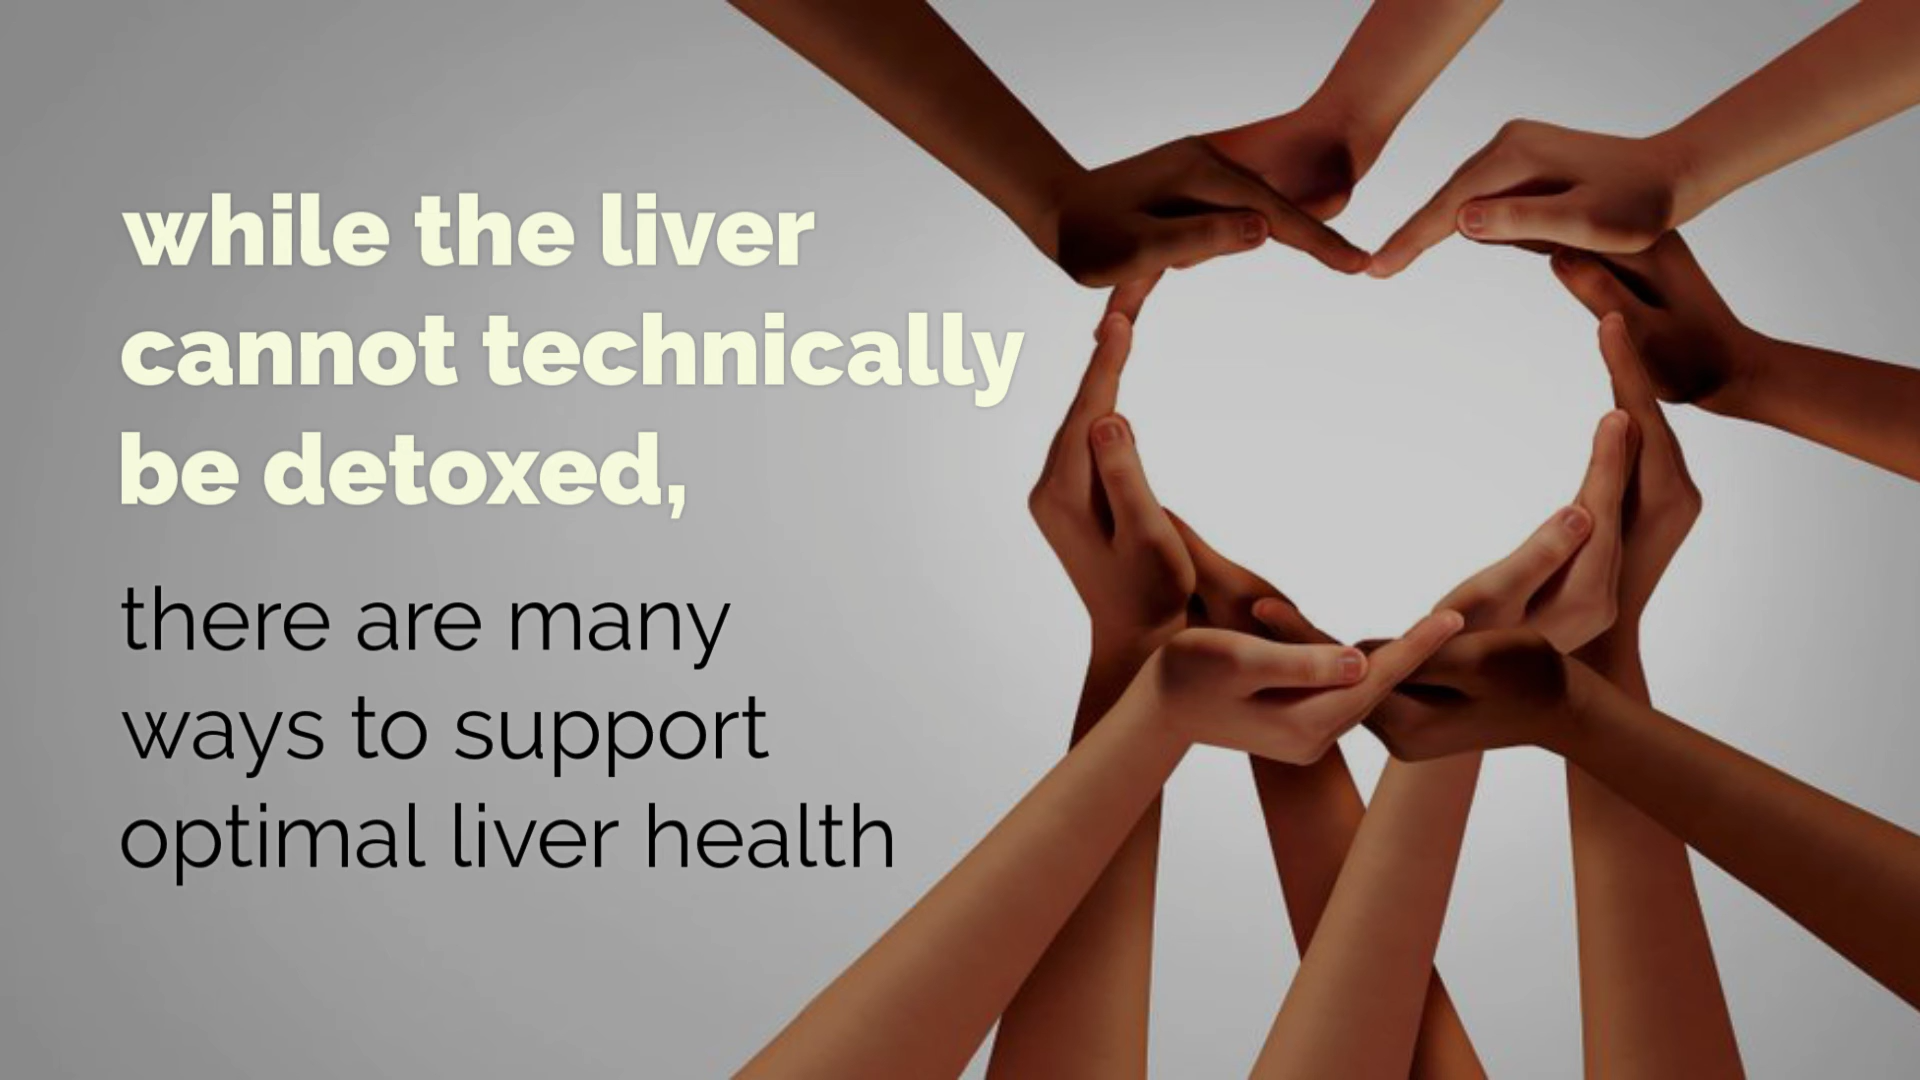 while the liver
cannot technically
be detoxed,
there are many
ways to support
optimal liver health